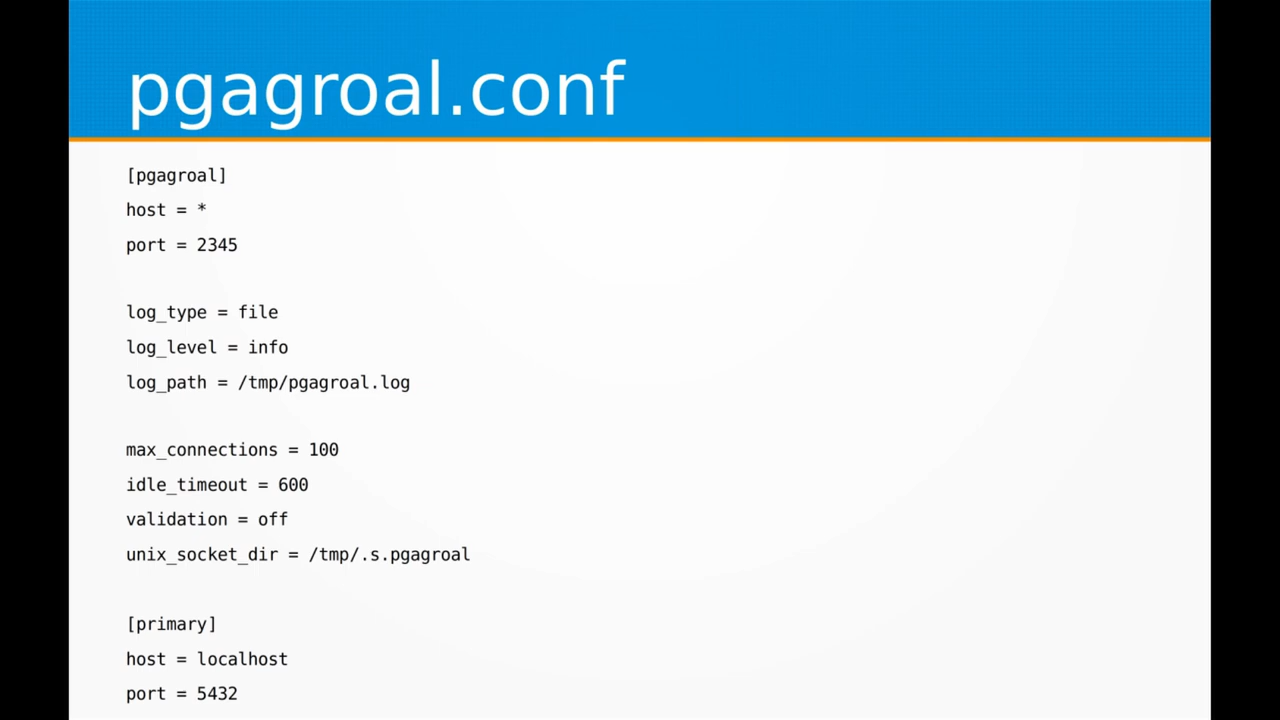 pgagroal.conf
[pgagroal]
host = *
port = 2345
log_type = file
log_level = info
log_path = /tmp/pgagroal.log
max_connections = 100
idle_timeout = 600
validation = off
unix_socket_dir = /tmp/.s.pgagroal
[primary]
host = localhost
port = 5432